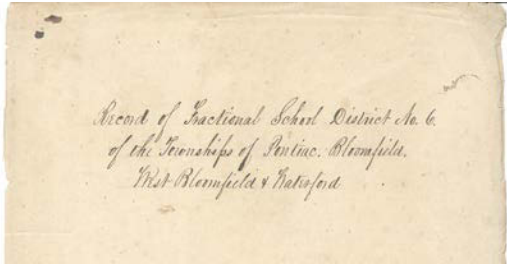 Record of Fractional School District No. 6.
of the Townships of Pontiac. Bloomfield.
West Bloomfield & Waterford